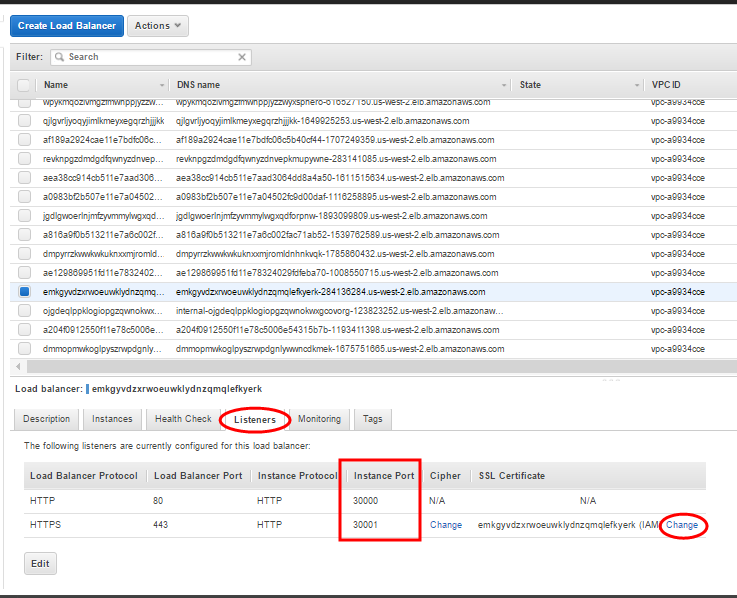 Create Load Balancer Actions
Filter: Search
Name DNS name State VPC ID
vpc-a9934cce
qjlgvrljyoqyjimlkmeyxegqrzhjjjkk qjlgvrljyoqyjimlkmeyxegqrzhjjjkk-1649925253.us-west-2.elb.amazonaws.com vpc-a9934cce
af189a2924cae11e7bdfc06c... af189a2924cae11e7bdfc06c5b40cf44-1707249359.us-west-2.elb.amazonaws.com vpc-a9934cce
revknpgzdmdgdfqwnyzdnvep... revknpgzdmdgdfqwnyzdnvepkmupywne-283141085.us-west-2.elb.amazonaws.com vpc-a9934cce
aea38cc914cb511e7aad306... aea38cc914cb511e7aad3064dd8a4a50-1611515634.us-west-2.elb.amazonaws.com vpc-a9934cce
a0983bf2b507e11e7a04502... a0983bf2b507e11e7a04502fc9d00daf-1116258895.us-west-2.elb.amazonaws.com vpc-a9934cce
jgdlgwoerlnjmfzyvmmylwgxqd... jgdlgwoerlnjmfzyvmmylwgxqdforpnw-1893099809.us-west-2.elb.amazonaws.com vpc-a9934cce
a816a9f0b513211e7a6c002f... a816a9f0b513211e7a6c002fac71ab52-1539762589.us-west-2.elb.amazonaws.com vpc-a9934cce
dmpyrrzkwwkwkuknxxmjromld... dmpyrrzkwwkwkuknxxmjromldnhnkvqk-1785860432.us-west-2.elb.amazonaws.com vpc-a9934cce
ae129869951fd11e7832402... ae129869951fd11e78324029fdfeba70-1008550715.us-west-2.elb.amazonaws.com vpc-a9934cce
emkgyvdzxrwoeuwklydnzqmq... emkgyvdzxrwoeuwklydnzqmqlefkyerk-284136284.us-west-2.elb.amazonaws.com vpc-a9934cce
ojgdeqlppklogiopgzqwnokwx... internal-ojgdeqlppklogiopgzqwnokwxgcovorg-123823252.us-west-2.elb.amazonaw... vpc-a9934cce
a204f0912550f11e78c5006e... a204f0912550f11e78c5006e54315b7b-1193411398.us-west-2.elb.amazonaws.com vpc-a9934cce
dmmopmwkoglpyszrwpdgnly... dmmopmwkoglpyszrwpdgnlywwncdkmek-1675751665.us-west-2.elb.amazonaws.com vpc-a9934cce
Load balancer: emkgyvdzxrwoeuwklydnzqmqlefkyerk
Description Instances Health Check Listeners Monitoring Tags
The following listeners are currently configured for this load balancer:
Load Balancer Protocol Load Balancer Port Instance Protocol Instance Port Cipher SSL Certificate
HTTP 80 HTTP 30000 N/A N/A
HTTPS 443 HTTP 30001 Change emkgyvdzxrwoeuwklydnzqmqlefkyerk (IAM Change
Edit